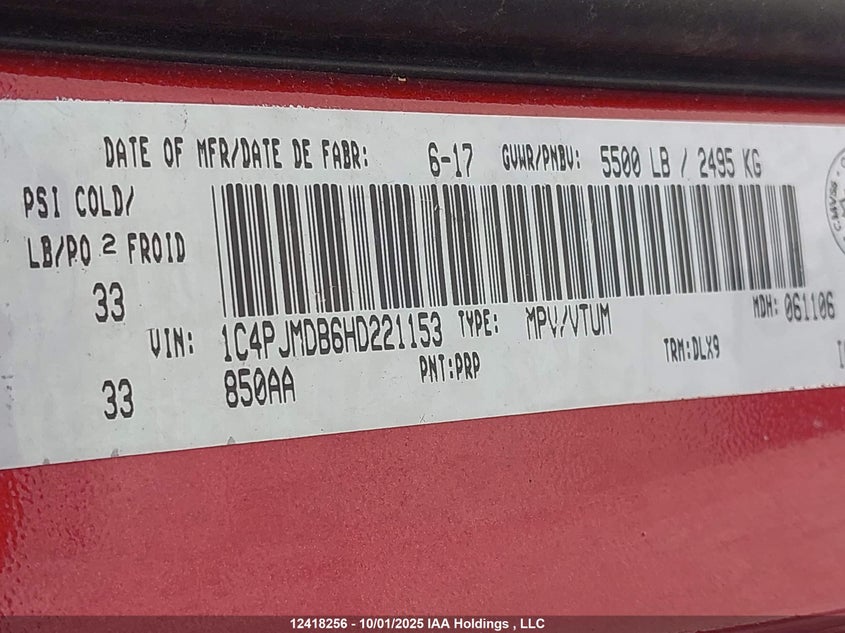 DATE OF MFR/DATE DE FABR: 6-17 GVWR/PNBV: 5500 LB / 2495 KG
PSI COLD/
LB/PO 2 FROID
33
VIN: 1C4PJMDB6HD221153 TYPE: MPV/VTUM MDH: 061106
33 850AA PNT:PRP TRM:DLX9
12418256 - 10/01/2025 IAA Holdings , LLC